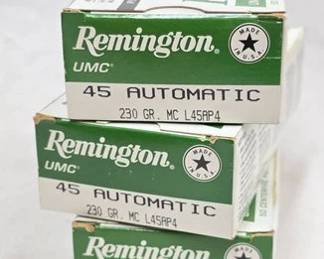 Remington.
MADE IN U.S.A.
UMC®
45 AUTOMATIC
230 GR. MC L45AP4
Remington.
MADE IN U.S.A.
UMC®
45 AUTOMATIC
230 GR. MC L45AP4
Remington.
MADE